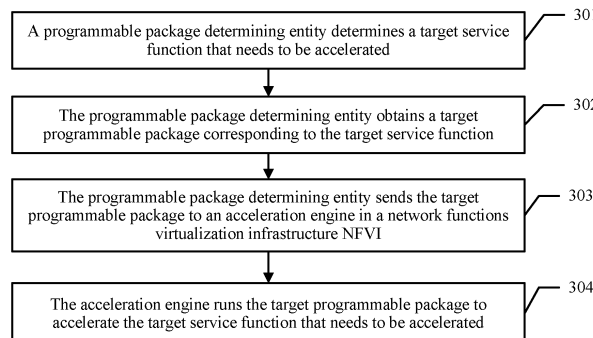 A programmable package determining entity determines a target service
function that needs to be accelerated
301
The programmable package determining entity obtains a target
programmable package corresponding to the target service function
302
The programmable package determining entity sends the target
programmable package to an acceleration engine in a network functions
virtualization infrastructure NFVI
303
The acceleration engine runs the target programmable package to
accelerate the target service function that needs to be accelerated
304